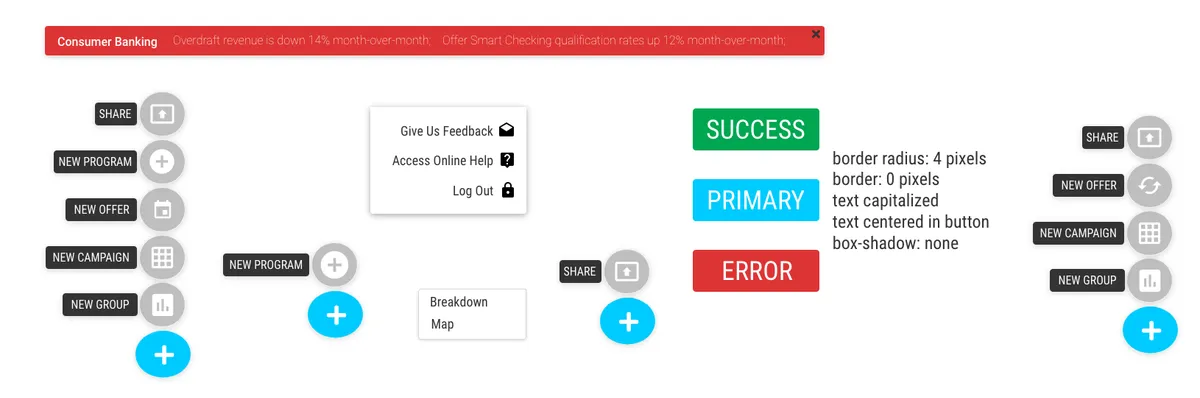 Consumer Banking Overdraft revenue is down 14% month-over-month; Offer Smart Checking qualification rates up 12% month-over-month;
SHARE
NEW PROGRAM
NEW OFFER
NEW CAMPAIGN
NEW GROUP
NEW PROGRAM
Give Us Feedback
Access Online Help
Log Out
Breakdown
Map
SHARE
SUCCESS
PRIMARY
ERROR
border radius: 4 pixels
border: 0 pixels
text capitalized
text centered in button
box-shadow: none
SHARE
NEW OFFER
NEW CAMPAIGN
NEW GROUP